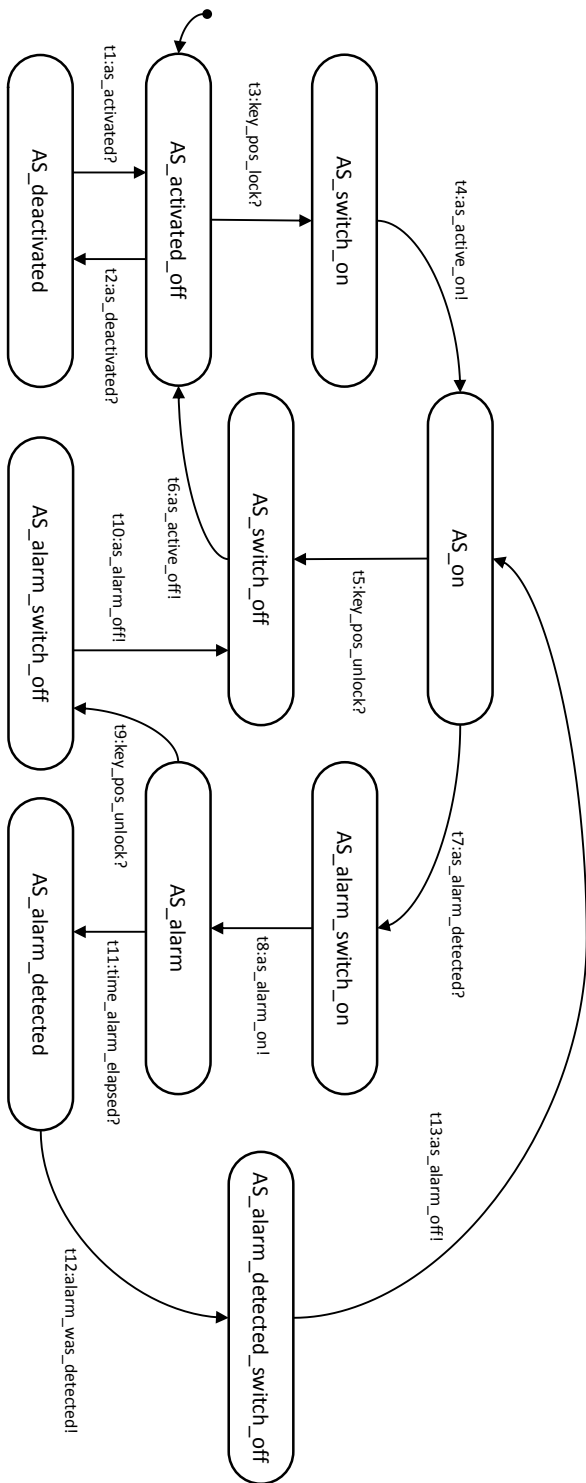 AS_deactivated
t1:as_activated?
t2:as_deactivated?
AS_activated_off
t3:key_pos_lock?
AS_switch_on
t4:as_active_on!
AS_on
t5:key_pos_unlock?
AS_switch_off
t6:as_active_off!
t10:as_alarm_off!
AS_alarm_switch_off
t7:as_alarm_detected?
AS_alarm_switch_on
t8:as_alarm_on!
AS_alarm
t9:key_pos_unlock?
t11:time_alarm_elapsed?
AS_alarm_detected
t12:alarm_was_detected!
AS_alarm_detected_switch_off
t13:as_alarm_off!